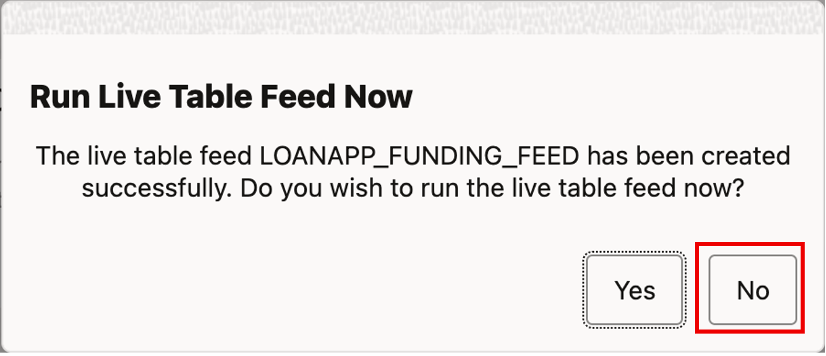 Run Live Table Feed Now
The live table feed LOANAPP_FUNDING_FEED has been created
successfully. Do you wish to run the live table feed now?
Yes
No